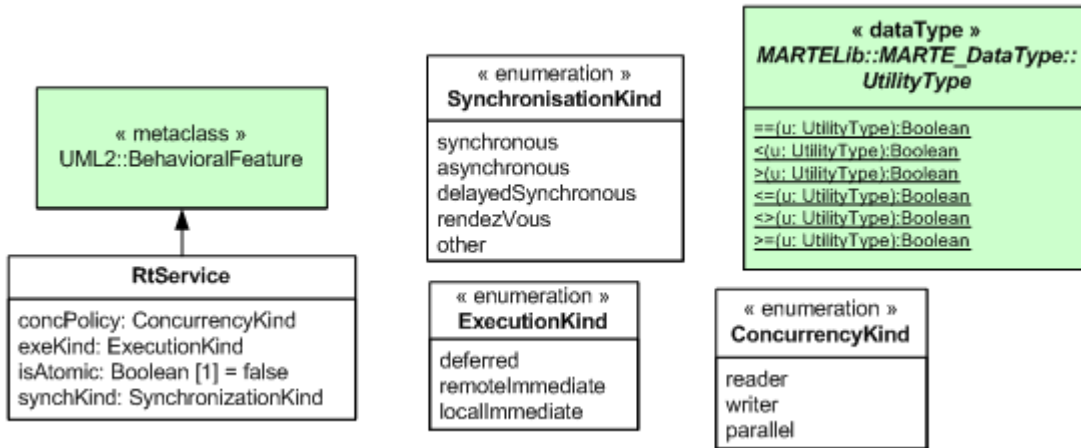 « metaclass »
UML2::BehavioralFeature
RtService
concPolicy: ConcurrencyKind
exeKind: ExecutionKind
isAtomic: Boolean [1] = false
synchKind: SynchronizationKind
« enumeration »
SynchronisationKind
synchronous
asynchronous
delayedSynchronous
rendezVous
other
« enumeration »
ExecutionKind
deferred
remoteImmediate
localImmediate
« dataType »
MARTELib::MARTE_DataType::
UtilityType
==(u: UtilityType):Boolean
<(u: UtilityType):Boolean
>(u: UtilityType):Boolean
<=(u: UtilityType):Boolean
<>(u: UtilityType):Boolean
>=(u: UtilityType):Boolean
« enumeration »
ConcurrencyKind
reader
writer
parallel